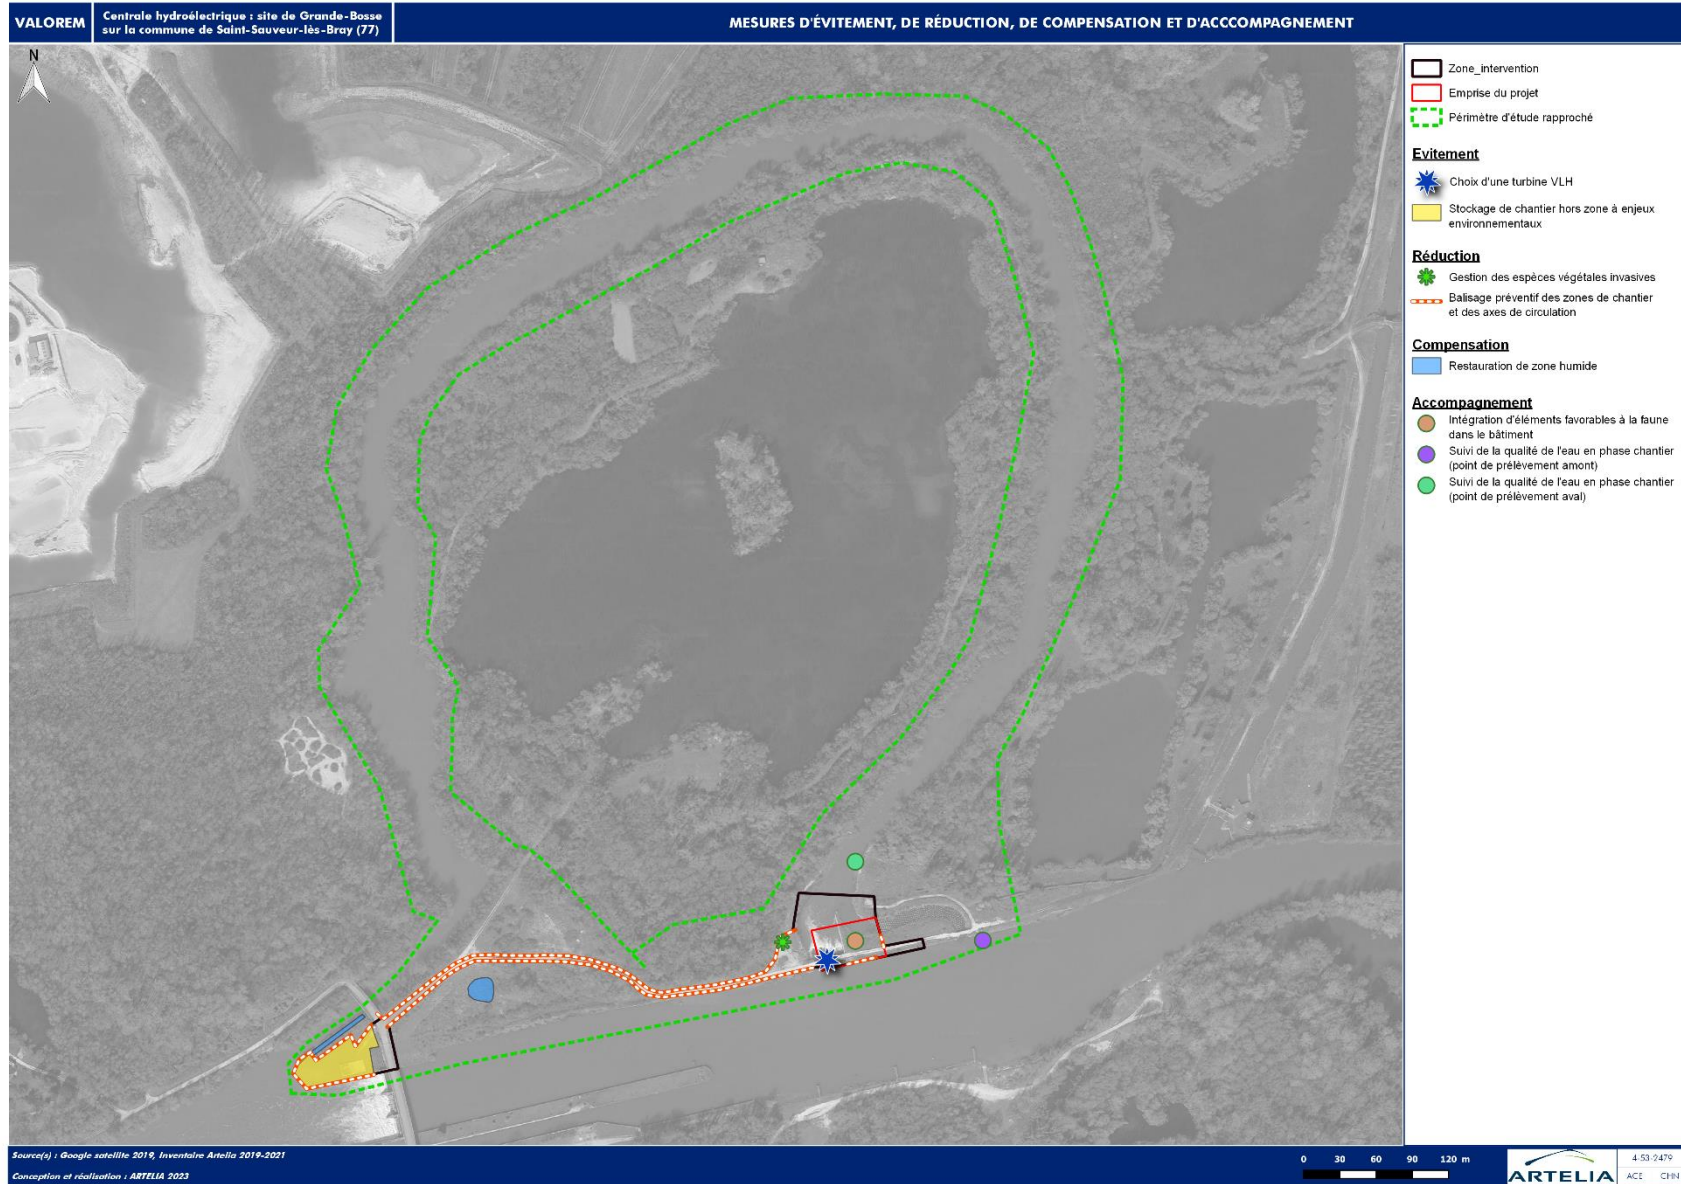 VALOREM
Centrale hydroélectrique : site de Grande-Bosse
sur la commune de Saint-Sauveur-lès-Bray (77)
MESURES D'ÉVITEMENT, DE RÉDUCTION, DE COMPENSATION ET D'ACCCOMPAGNEMENT
N
Zone_intervention
Emprise du projet
Périmètre d'étude rapproché
Evitement
Choix d'une turbine VLH
Stockage de chantier hors zone à enjeux
environnementaux
Réduction
Gestion des espèces végétales invasives
Balisage préventif des zones de chantier
et des axes de circulation
Compensation
Restauration de zone humide
Accompagnement
Intégration d'éléments favorables à la faune
dans le bâtiment
Suivi de la qualité de l'eau en phase chantier
(point de prélèvement amont)
Suivi de la qualité de l'eau en phase chantier
(point de prélèvement aval)
Source(s) : Google satellite 2019, Inventaire Artelia 2019-2021
Conception et réalisation : ARTELIA 2023
0 30 60 90 120 m
ARTELIA
4-53-2479
ACE CHN